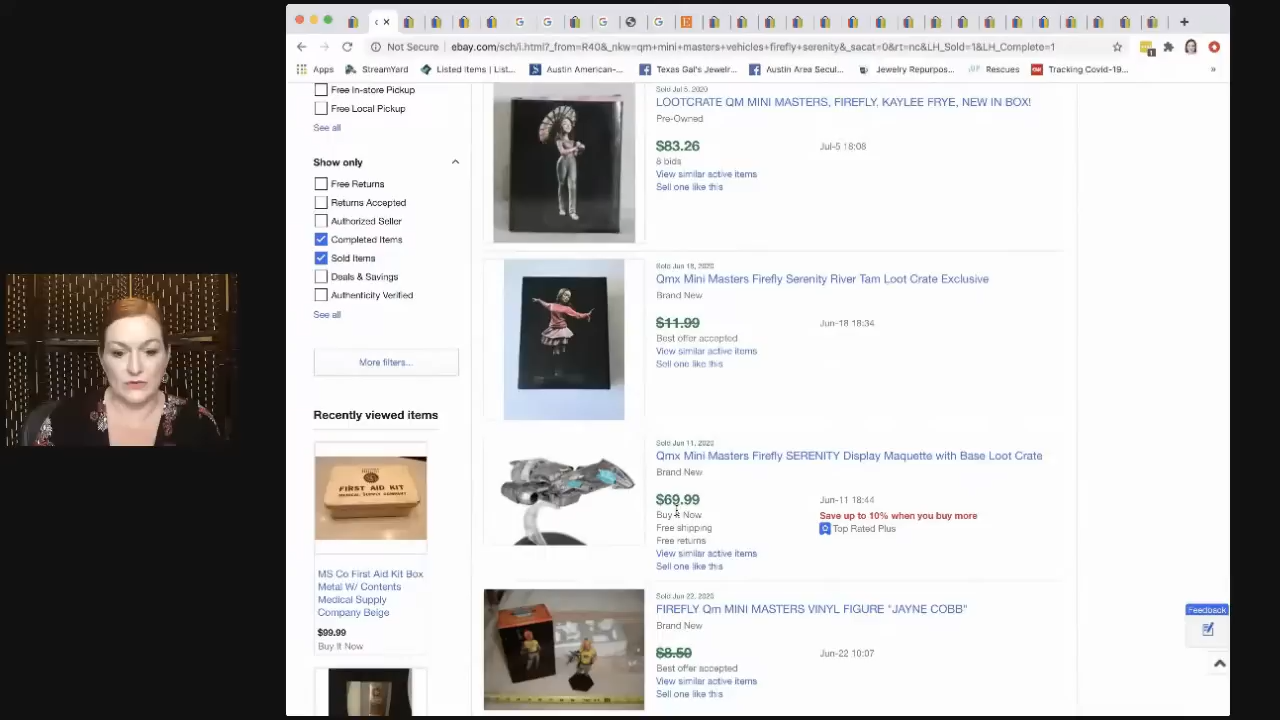 Not Secure | ebay.com/sch/i.html?_from=R40&_nkw=qm+mini+masters+vehicles+firefly+serenity&_sacat=0&rt=nc&LH_Sold=1&LH_Complete=1
Apps
StreamYard
Listed Items | List...
Austin American-...
Texas Gal's Jewelr...
Austin Area Secul...
Jewelry Repurpos...
Rescues
Tracking Covid-19...
»
Free In-store Pickup
Free Local Pickup
See all
Show only
Free Returns
Returns Accepted
Authorized Seller
Completed Items
Sold Items
Deals & Savings
Authenticity Verified
See all
More filters...
Recently viewed items
FIRST AID KIT
MEDICAL SUPPLY COMPANY
MS Co First Aid Kit Box
Metal W/ Contents
Medical Supply
Company Beige
$99.99
Buy It Now
Sold Jul 5, 2020
LOOTCRATE QM MINI MASTERS, FIREFLY, KAYLEE FRYE, NEW IN BOX!
Pre-Owned
$83.26
Jul-5 18:08
8 bids
View similar active items
Sell one like this
Sold Jun 18, 2020
Qmx Mini Masters Firefly Serenity River Tam Loot Crate Exclusive
Brand New
$11.99
Jun-18 18:34
Best offer accepted
View similar active items
Sell one like this
Sold Jun 11, 2020
Qmx Mini Masters Firefly SERENITY Display Maquette with Base Loot Crate
Brand New
$69.99
Jun-11 18:44
Buy It Now
Save up to 10% when you buy more
Free shipping
Top Rated Plus
Free returns
View similar active items
Sell one like this
Sold Jun 22, 2020
FIREFLY Qm MINI MASTERS VINYL FIGURE "JAYNE COBB"
Brand New
$8.50
Jun-22 10:07
Best offer accepted
View similar active items
Sell one like this
Feedback